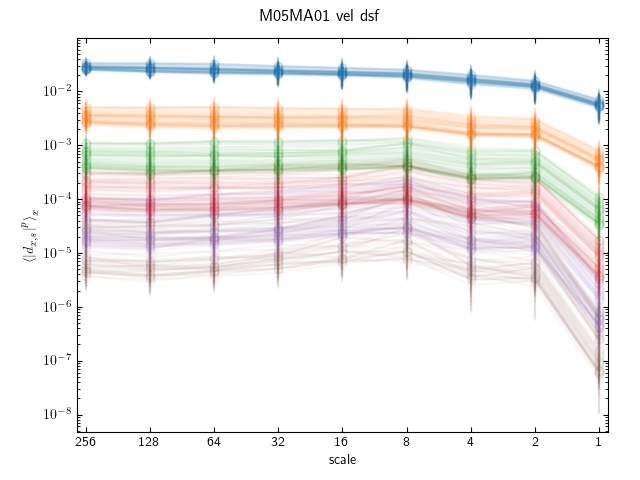 M05MA01 vel dsf
10⁻²
10⁻³
10⁻⁴
10⁻⁵
10⁻⁶
10⁻⁷
10⁻⁸
⟨|d_{x,s}|^p⟩_x
256 128 64 32 16 8 4 2 1
scale